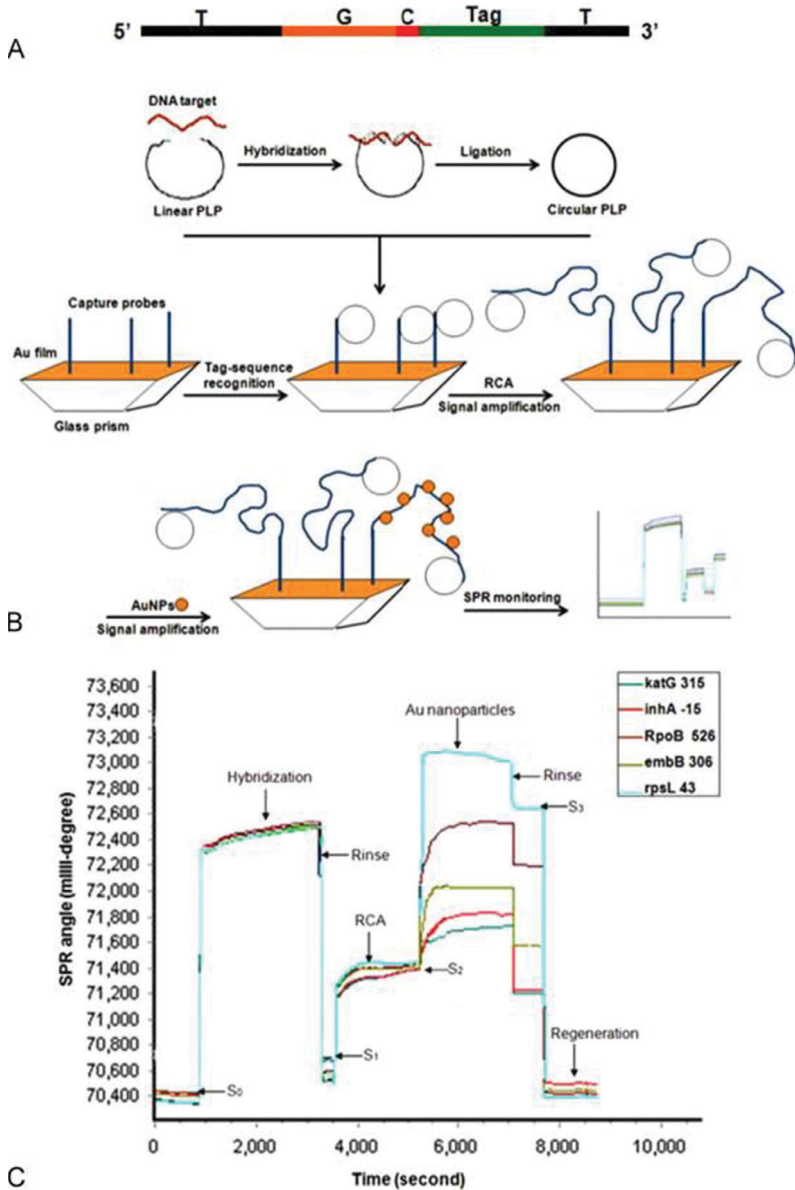 5’ T G C Tag T 3’
A
DNA target
Hybridization
Ligation
Linear PLP
Circular PLP
Capture probes
Au film
Tag-sequence
recognition
RCA
Signal amplification
Glass prism
AuNPs
Signal amplification
SPR monitoring
B
73,600
73,400
73,200
73,000
72,800
72,600
72,400
72,200
72,000
71,800
71,600
71,400
71,200
71,000
70,800
70,600
70,400
SPR angle (milli-degree)
katG 315
inhA -15
RpoB 526
embB 306
rpsL 43
Au nanoparticles
Hybridization
Rinse
S3
Rinse
RCA
S2
S1
Regeneration
S0
0 2,000 4,000 6,000 8,000 10,000
Time (second)
C